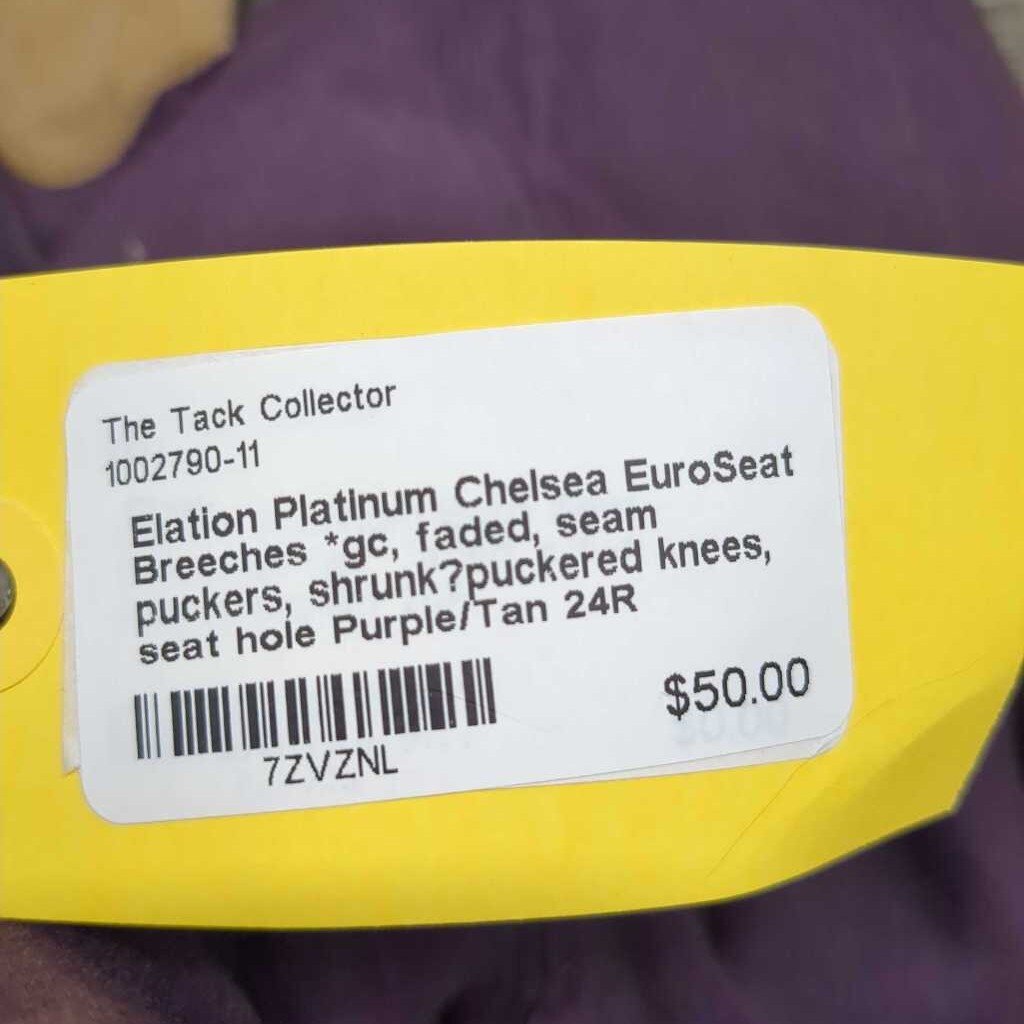 The Tack Collector
1002790-11
Elation Platinum Chelsea EuroSeat
Breeches *gc, faded, seam
puckers, shrunk?puckered knees,
seat hole Purple/Tan 24R
$50.00
7ZVZNL